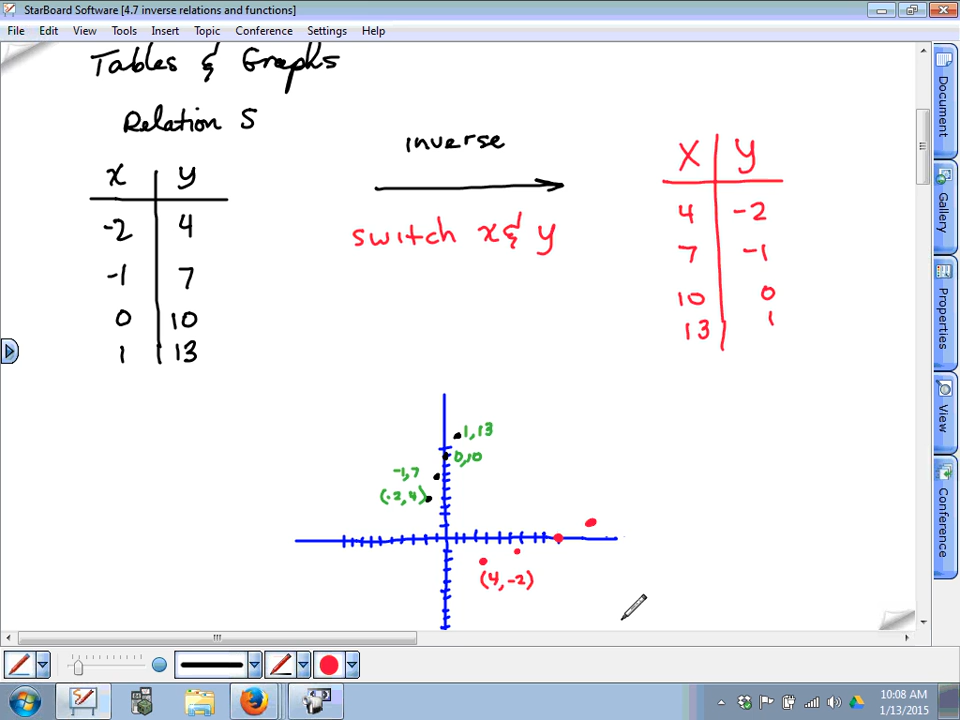 StarBoard Software [4.7 inverse relations and functions]
File Edit View Tools Insert Topic Conference Settings Help
Tables & Graphs
Relation S
inverse
switch x & y
x y
-2 4
-1 7
0 10
1 13
X y
4 -2
7 -1
10 0
13 1
1,13
0,10
-1,7
(-2,4)
(4,-2)
Document
Gallery
Properties
View
Conference
10:08 AM
1/13/2015